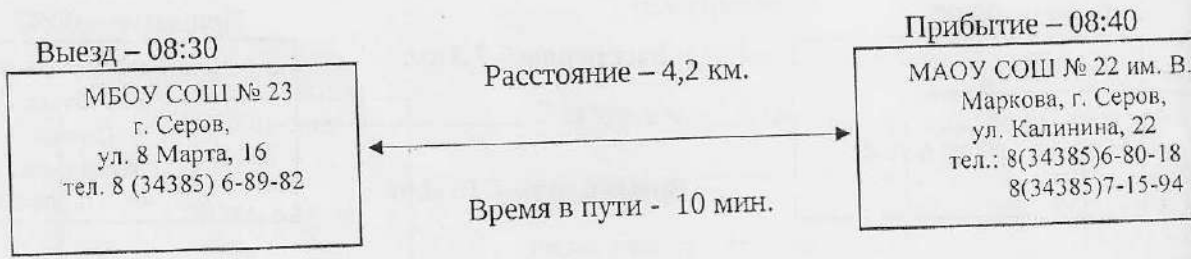 Выезд – 08:30
МБОУ СОШ № 23
г. Серов,
ул. 8 Марта, 16
тел. 8 (34385) 6-89-82
Расстояние – 4,2 км.
Время в пути - 10 мин.
Прибытие – 08:40
МАОУ СОШ № 22 им. В.
Маркова, г. Серов,
ул. Калинина, 22
тел.: 8(34385)6-80-18
8(34385)7-15-94